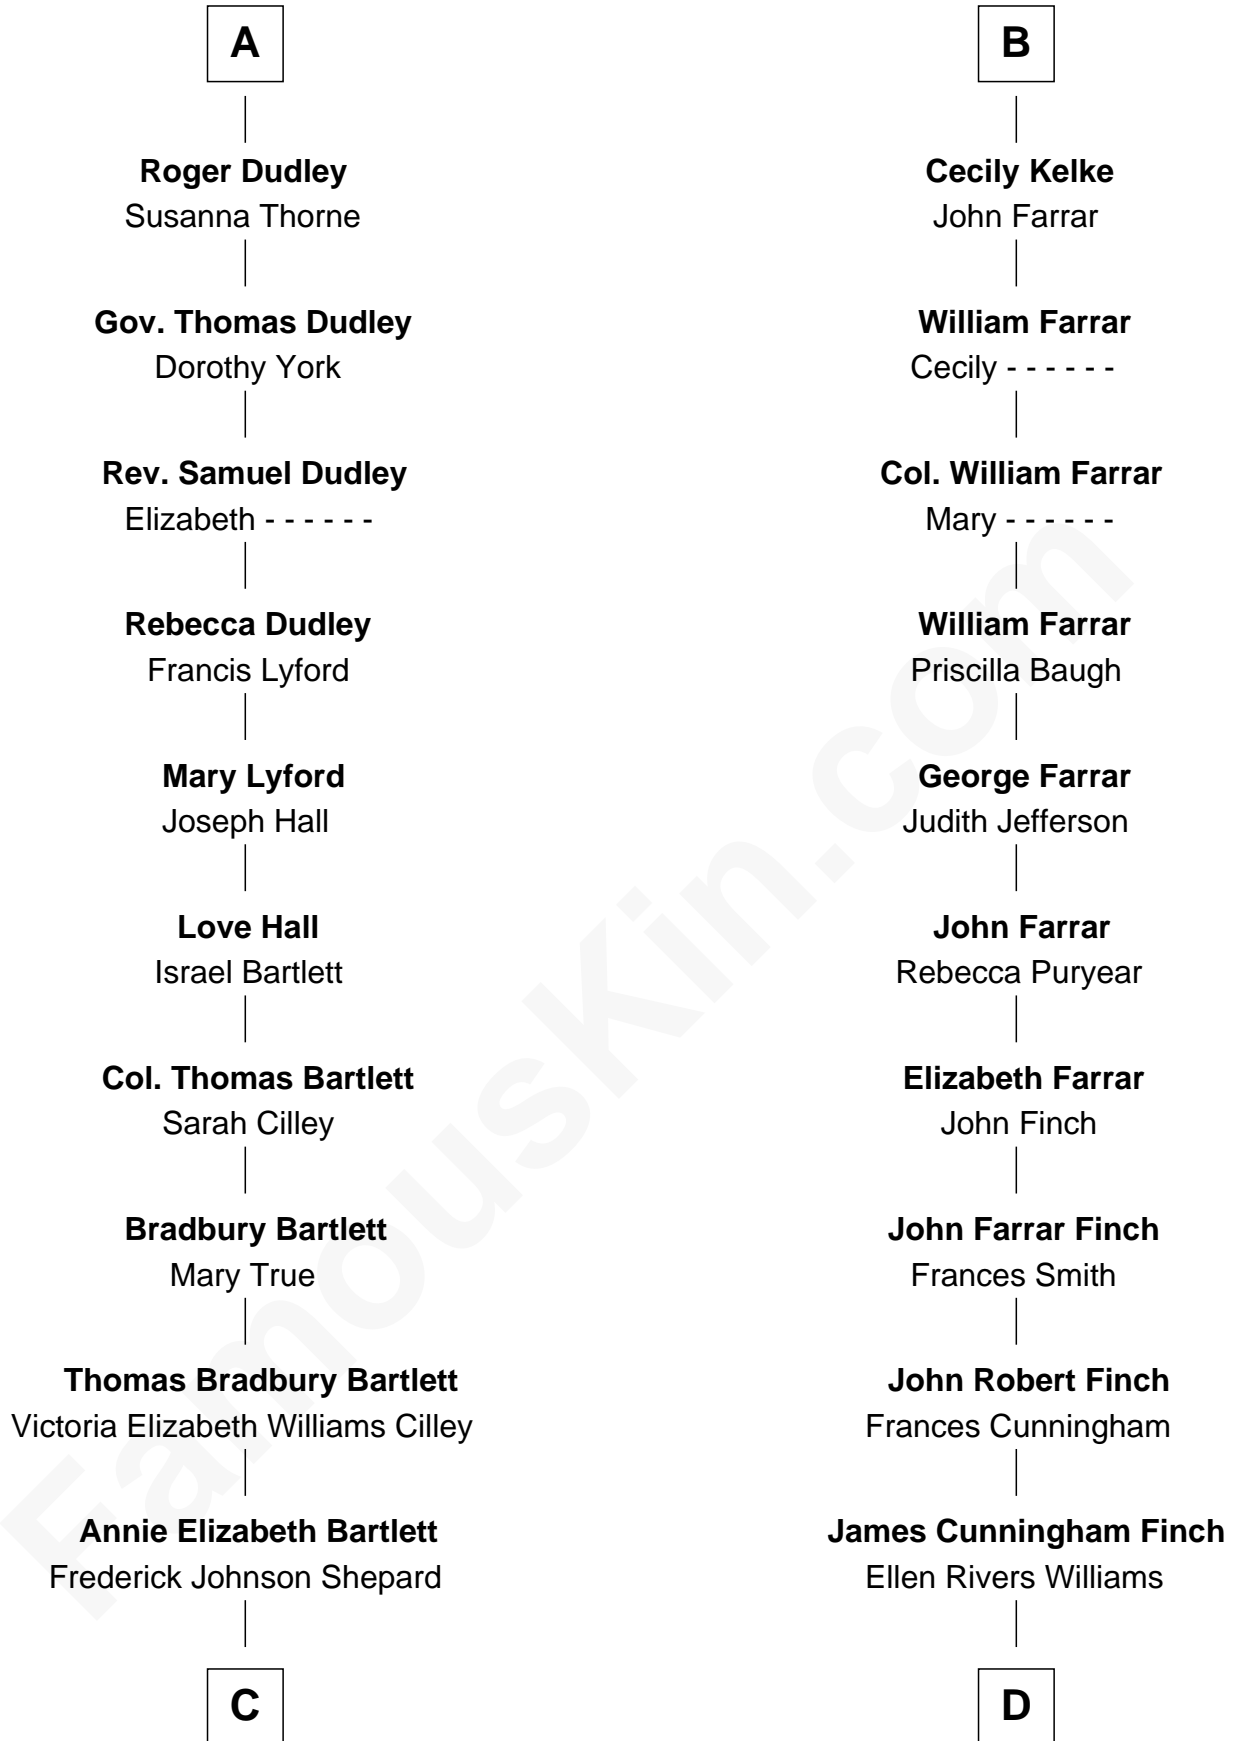 A
Roger Dudley
Susanna Thorne
Gov. Thomas Dudley
Dorothy York
Rev. Samuel Dudley
Elizabeth - - - - - -
Rebecca Dudley
Francis Lyford
Mary Lyford
Joseph Hall
Love Hall
Israel Bartlett
Col. Thomas Bartlett
Sarah Cilley
Bradbury Bartlett
Mary True
Thomas Bradbury Bartlett
Victoria Elizabeth Williams Cilley
Annie Elizabeth Bartlett
Frederick Johnson Shepard
C
B
Cecily Kelke
John Farrar
William Farrar
Cecily - - - - - -
Col. William Farrar
Mary - - - - - -
William Farrar
Priscilla Baugh
George Farrar
Judith Jefferson
John Farrar
Rebecca Puryear
Elizabeth Farrar
John Finch
John Farrar Finch
Frances Smith
John Robert Finch
Frances Cunningham
James Cunningham Finch
Ellen Rivers Williams
D
FamousKin.com